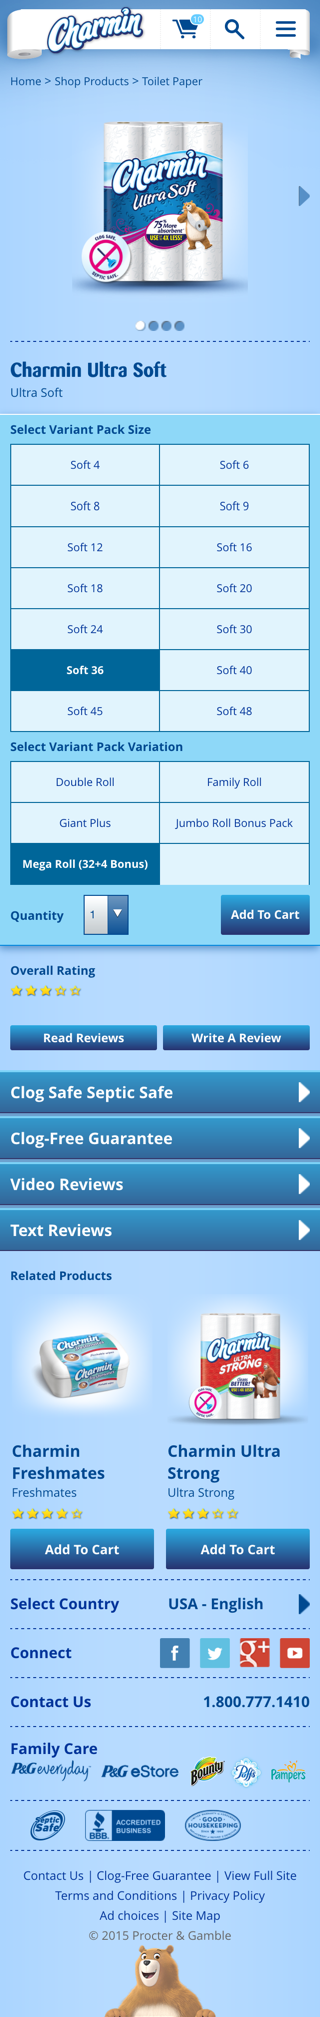 Charmin
10
Home > Shop Products > Toilet Paper
Charmin
Ultra Soft
75% More
absorbent
USE UP TO 4X LESS!
CLOG SAFE.
SEPTIC SAFE.
Charmin Ultra Soft
Ultra Soft
Select Variant Pack Size
Soft 4
Soft 6
Soft 8
Soft 9
Soft 12
Soft 16
Soft 18
Soft 20
Soft 24
Soft 30
Soft 36
Soft 40
Soft 45
Soft 48
Select Variant Pack Variation
Double Roll
Family Roll
Giant Plus
Jumbo Roll Bonus Pack
Mega Roll (32+4 Bonus)
Quantity
1
Add To Cart
Overall Rating
Read Reviews
Write A Review
Clog Safe Septic Safe
Clog-Free Guarantee
Video Reviews
Text Reviews
Related Products
Charmin
Charmin
Charmin
ULTRA
STRONG
Charmin
Freshmates
Freshmates
Charmin Ultra
Strong
Ultra Strong
Add To Cart
Add To Cart
Select Country
USA - English
Connect
f
g+
Contact Us
1.800.777.1410
Family Care
P&G everyday
P&G eStore
Bounty
Puffs
Pampers
Septic
Safe
BBB.
ACCREDITED
BUSINESS
GOOD
HOUSEKEEPING
Contact Us | Clog-Free Guarantee | View Full Site
Terms and Conditions | Privacy Policy
Ad choices | Site Map
© 2015 Procter & Gamble